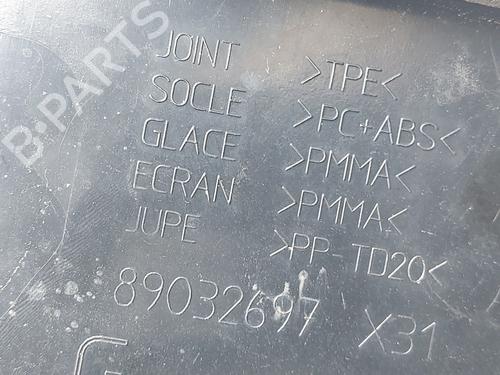 B-PARTS
JOINT >TPE<
SOCLE >PC+ABS<
GLACE >PMMA<
ECRAN >PMMA<
JUPE >PP-TD20<
89032697 X31